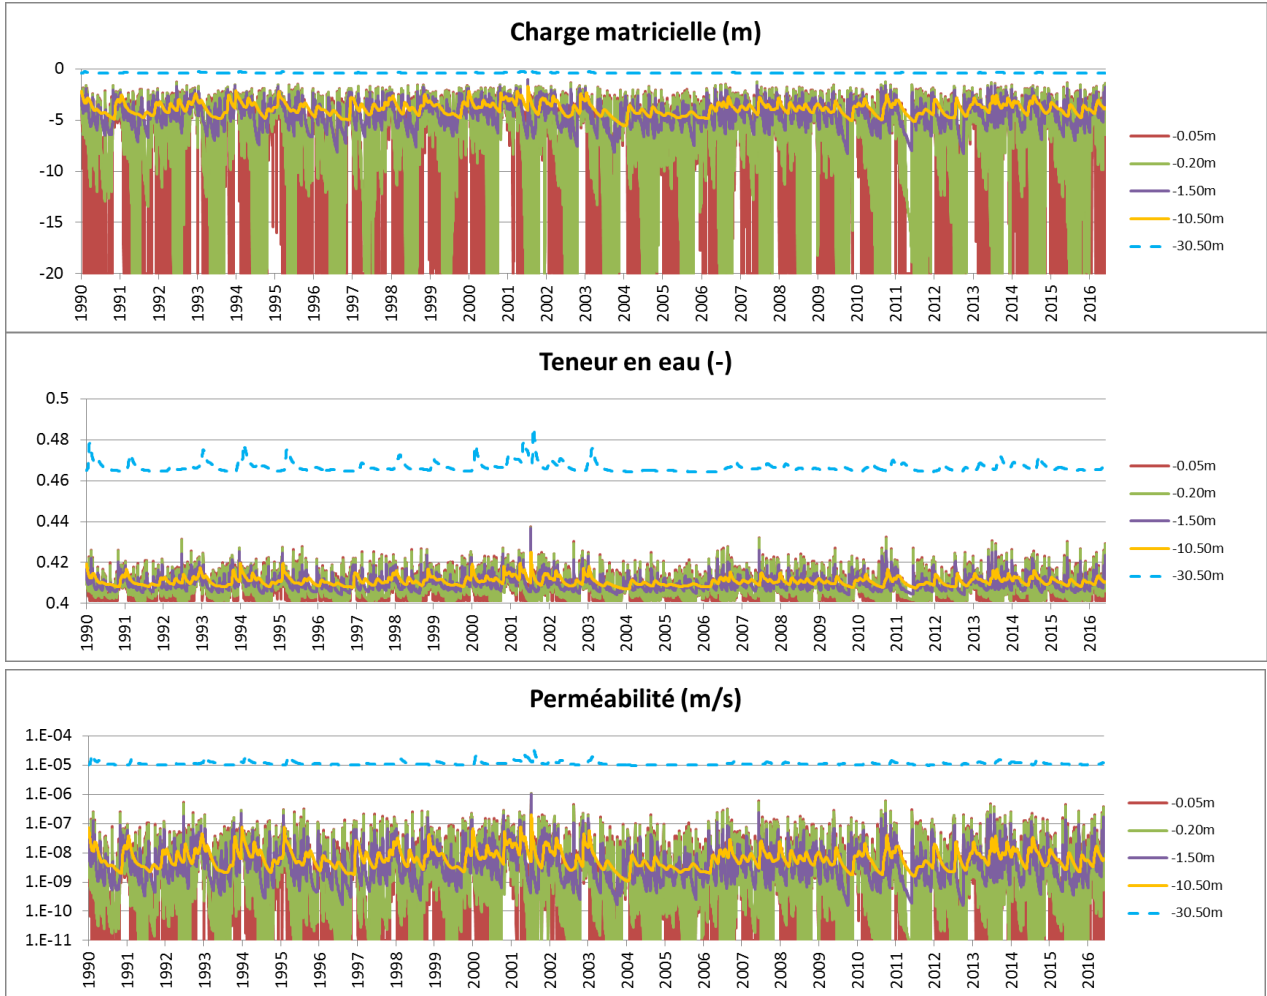 Charge matricielle (m)
0
-5
-10
-15
-20
1990 1991 1992 1993 1994 1995 1996 1997 1998 1999 2000 2001 2002 2003 2004 2005 2006 2007 2008 2009 2010 2011 2012 2013 2014 2015 2016
-0.05m
-0.20m
-1.50m
-10.50m
-30.50m
Teneur en eau (-)
0.5
0.48
0.46
0.44
0.42
0.4
1990 1991 1992 1993 1994 1995 1996 1997 1998 1999 2000 2001 2002 2003 2004 2005 2006 2007 2008 2009 2010 2011 2012 2013 2014 2015 2016
-0.05m
-0.20m
-1.50m
-10.50m
-30.50m
Perméabilité (m/s)
1.E-04
1.E-05
1.E-06
1.E-07
1.E-08
1.E-09
1.E-10
1.E-11
1990 1991 1992 1993 1994 1995 1996 1997 1998 1999 2000 2001 2002 2003 2004 2005 2006 2007 2008 2009 2010 2011 2012 2013 2014 2015 2016
-0.05m
-0.20m
-1.50m
-10.50m
-30.50m